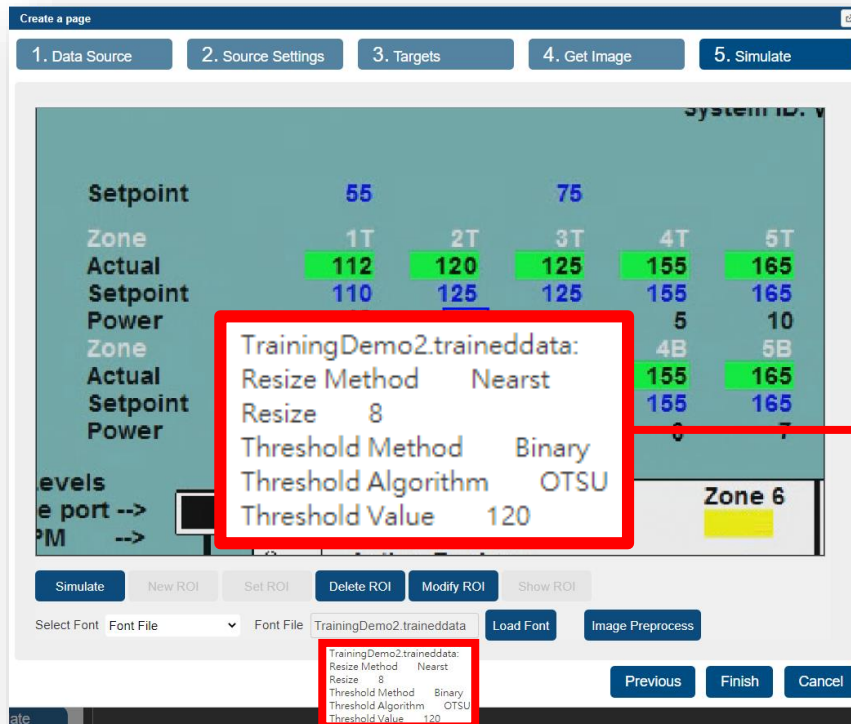 Create a page
1. Data Source 2. Source Settings 3. Targets 4. Get Image 5. Simulate
System ID:
Setpoint 55 75
Zone 1T 2T 3T 4T 5T
Actual 112 120 125 155 165
Setpoint 110 125 125 155 165
Power 5 10
Zone 4B 5B
Actual 155 165
Setpoint 155 165
Power 7
TrainingDemo2.traineddata:
Resize Method Nearst
Resize 8
Threshold Method Binary
Threshold Algorithm OTSU
Threshold Value 120
evels
e port --> Zone 6
PM -->
Simulate New ROI Set ROI Delete ROI Modify ROI Show ROI
Select Font Font File Font File TrainingDemo2.traineddata Load Font Image Preprocess
TrainingDemo2.traineddata:
Resize Method Nearst
Resize 8
Threshold Method Binary
Threshold Algorithm OTSU
Threshold Value 120
Previous Finish Cancel
ate